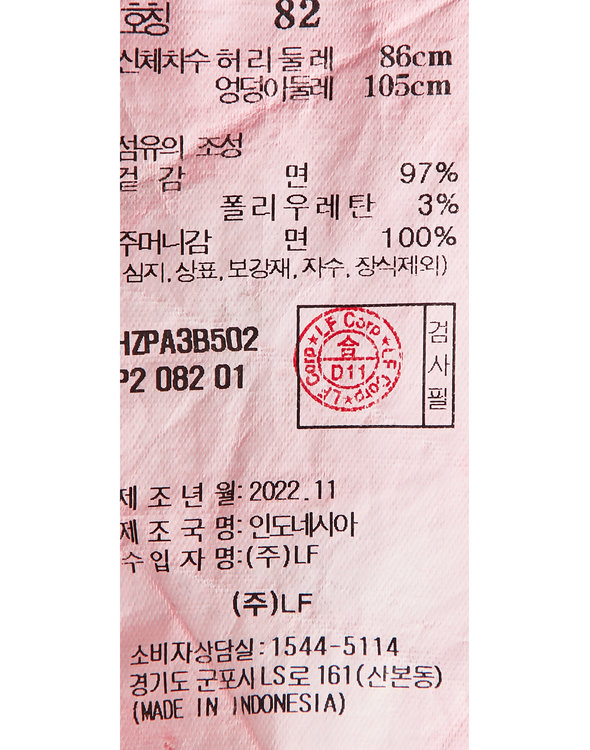 호칭 82
신체치수 허리둘레 86cm
엉덩이둘레 105cm
섬유의 조성
겉감 면 97%
폴리우레탄 3%
주머니감 면 100%
심지, 상표, 보강재, 자수, 장식제외)
HZPA3B502
P2 082 01
LF Corp ★ LF Corp ★ LF Corp ★
合
D11
검사필
제조년월: 2022.11
제조국명: 인도네시아
수입자명: (주)LF
(주)LF
소비자상담실: 1544-5114
경기도 군포시 LS로 161(산본동)
(MADE IN INDONESIA)